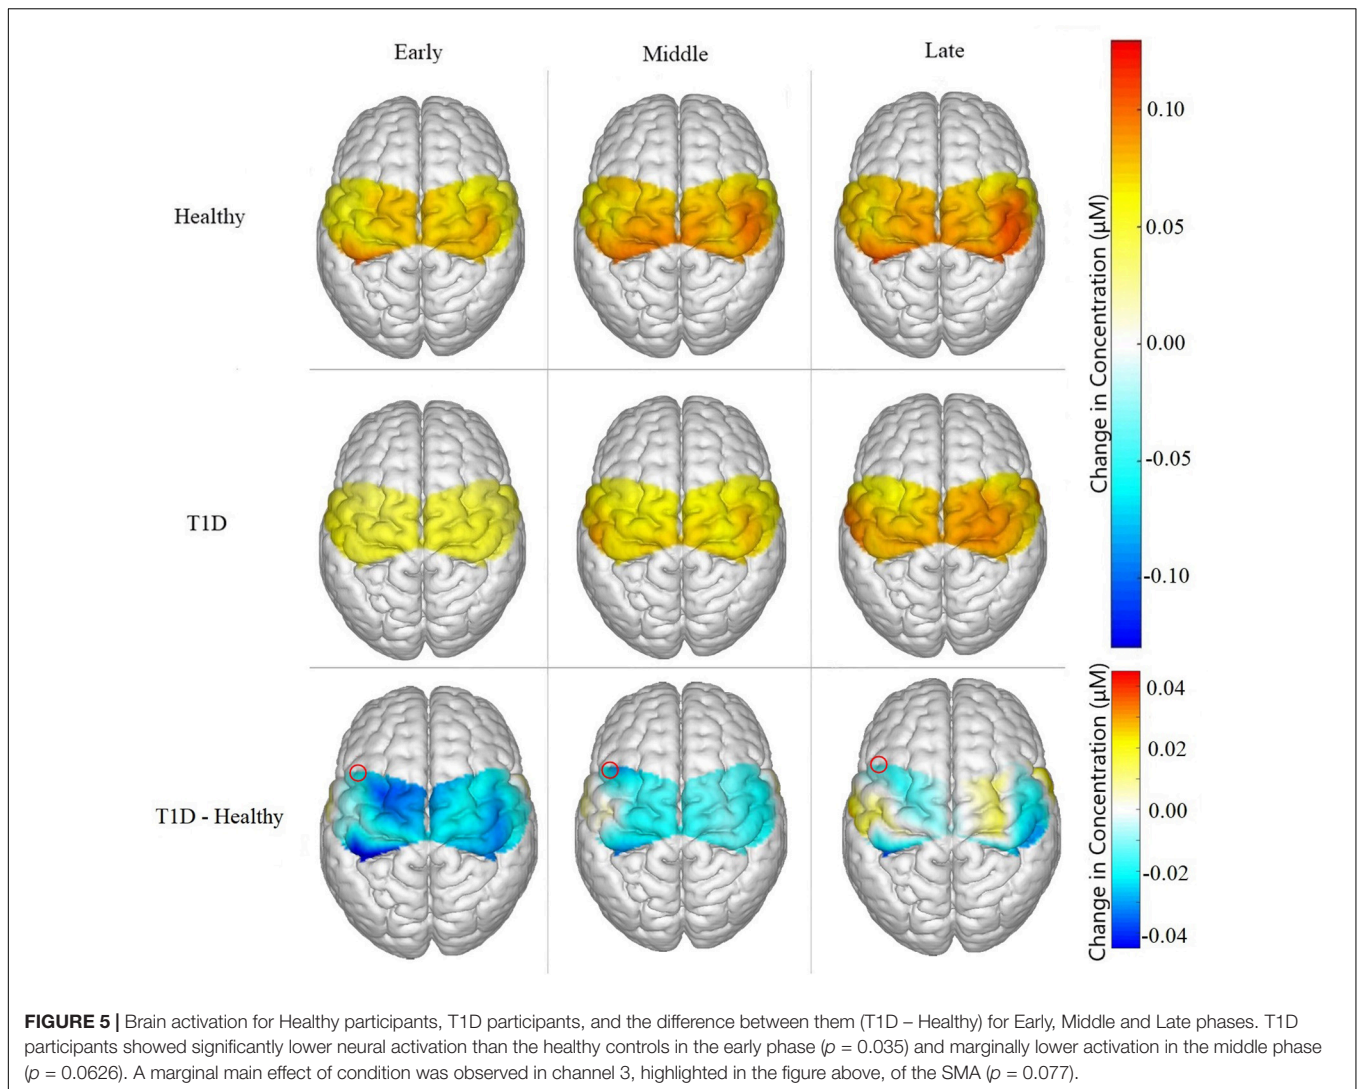 Early
Middle
Late
Healthy
T1D
T1D - Healthy
Change in Concentration (μM)
0.10
0.05
0.00
-0.05
-0.10
Change in Concentration (μM)
0.04
0.02
0.00
-0.02
-0.04
FIGURE 5 | Brain activation for Healthy participants, T1D participants, and the difference between them (T1D – Healthy) for Early, Middle and Late phases. T1D
participants showed significantly lower neural activation than the healthy controls in the early phase (p = 0.035) and marginally lower activation in the middle phase
(p = 0.0626). A marginal main effect of condition was observed in channel 3, highlighted in the figure above, of the SMA (p = 0.077).